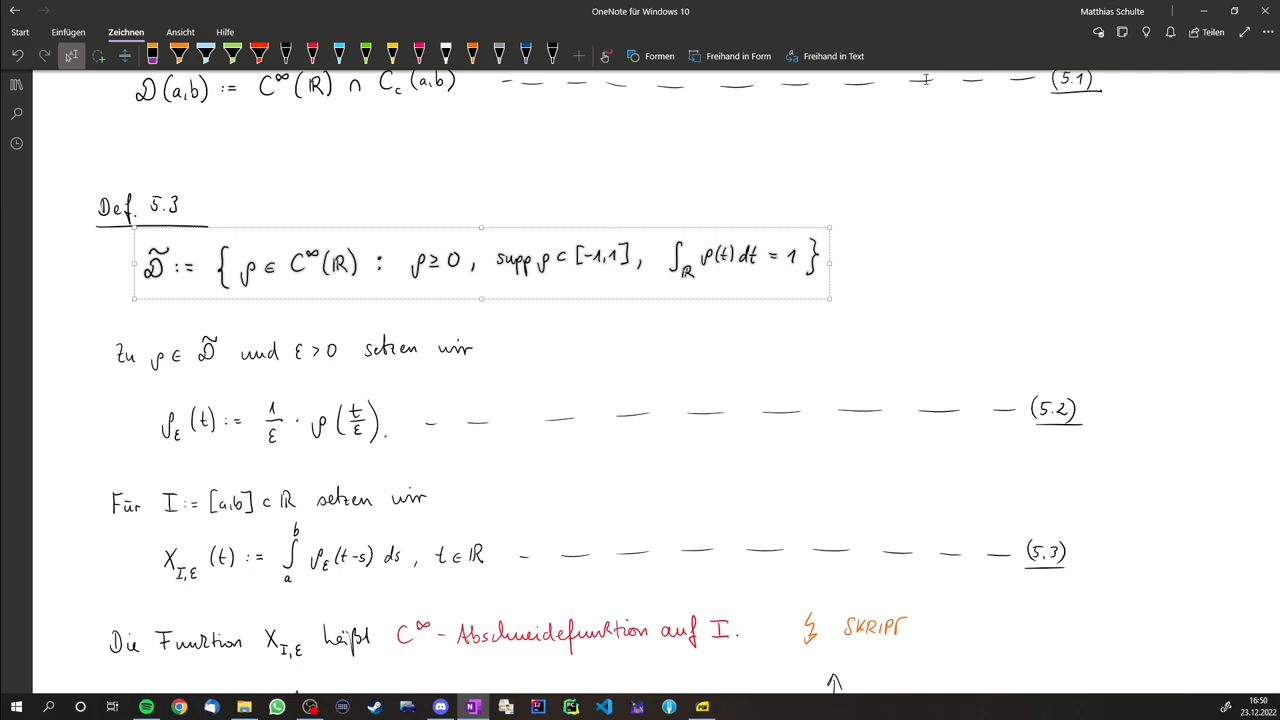 OneNote für Windows 10
Matthias Schulte
Start Einfügen Zeichnen Ansicht Hilfe
Teilen
Formen Freihand in Form Freihand in Text
𝒟(a,b) := C^∞(ℝ) ∩ C_c(a,b) — — — — — — — — — (5.1)
Def. 5.3
𝒟̃ := { ρ ∈ C^∞(ℝ) : ρ ≥ 0, supp ρ ⊂ [-1,1], ∫_ℝ ρ(t) dt = 1 }
Zu ρ ∈ 𝒟̃ und ε > 0 setzen wir
ρ_ε(t) := 1/ε · ρ(t/ε). — — — — — — — — — (5.2)
Für I := [a,b] ⊂ ℝ setzen wir
χ_{I,ε}(t) := ∫_a^b ρ_ε(t-s) ds, t ∈ ℝ — — — — — — — — — (5.3)
Die Funktion χ_{I,ε} heißt C^∞ - Abschneidefunktion auf I. SKRIPT
16:50
23.12.2022